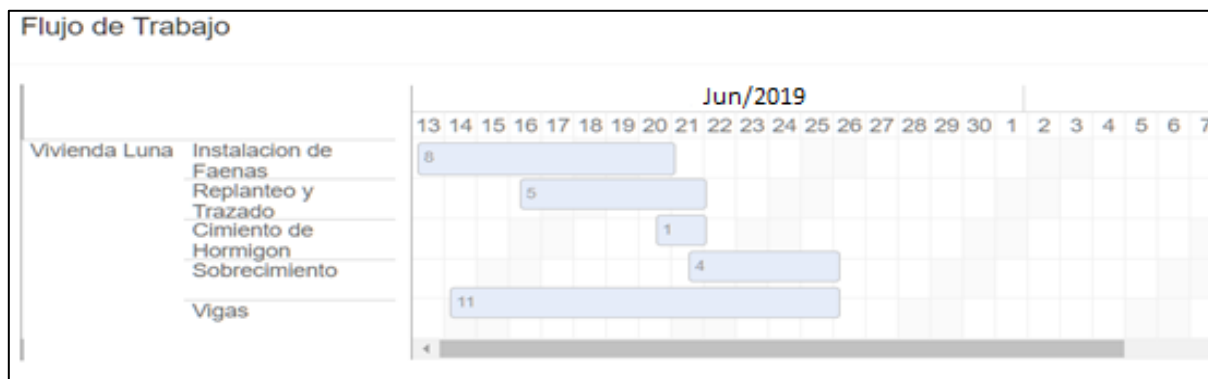 Flujo de Trabajo
Jun/2019
13 14 15 16 17 18 19 20 21 22 23 24 25 26 27 28 29 30 1 2 3 4 5 6 7
Vivienda Luna Instalacion de
Faenas
8
Replanteo y
Trazado
5
Cimiento de
Hormigon
1
Sobrecimiento
4
Vigas
11